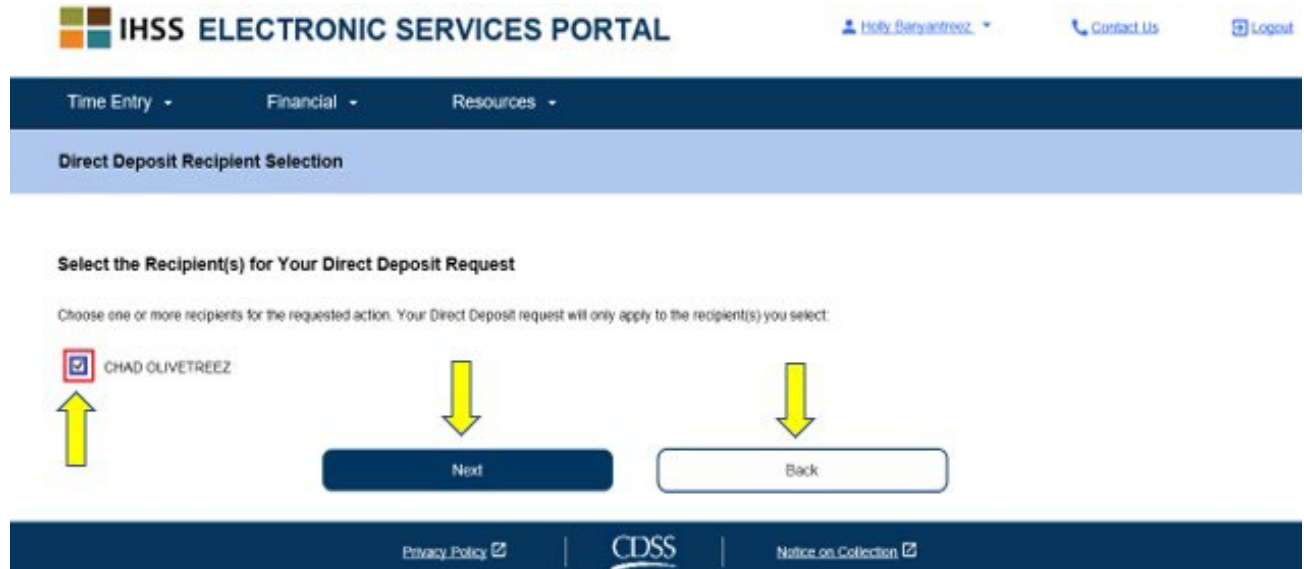 IHSS ELECTRONIC SERVICES PORTAL
Holly Banyantreez
Contact Us
Logout
Time Entry
Financial
Resources
Direct Deposit Recipient Selection
Select the Recipient(s) for Your Direct Deposit Request
Choose one or more recipients for the requested action. Your Direct Deposit request will only apply to the recipient(s) you select:
CHAD OLIVETREEZ
Next
Back
Privacy Policy
CDSS
Notice on Collection